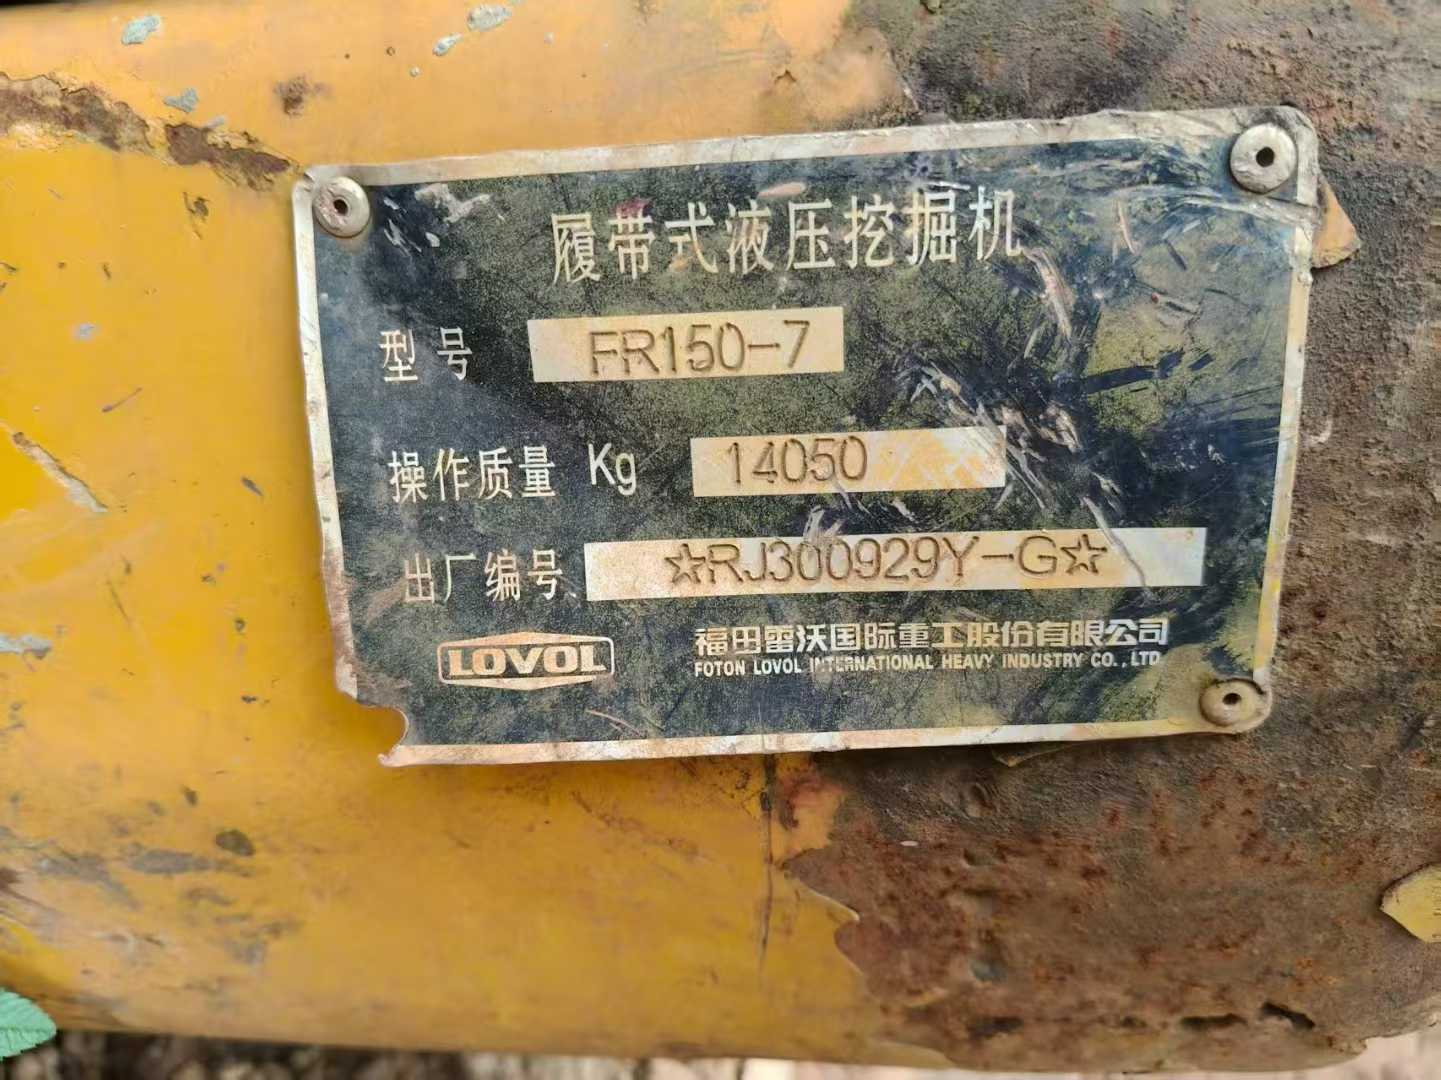 履带式液压挖掘机
型号 FR150-7
操作质量 Kg 14050
出厂编号 ☆RJ300929Y-G☆
LOVOL 福田雷沃国际重工股份有限公司
FOTON LOVOL INTERNATIONAL HEAVY INDUSTRY CO., LTD.